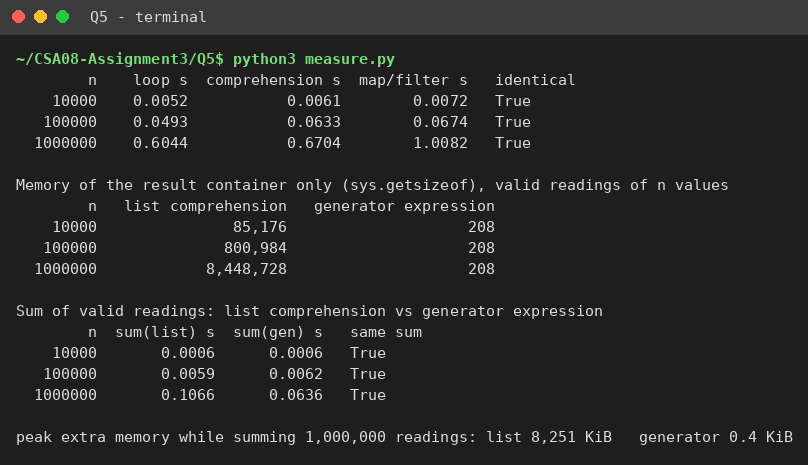 Q5 - terminal
~/CSA08-Assignment3/Q5$ python3 measure.py
n loop s comprehension s map/filter s identical
10000 0.0052 0.0061 0.0072 True
100000 0.0493 0.0633 0.0674 True
1000000 0.6044 0.6704 1.0082 True
Memory of the result container only (sys.getsizeof), valid readings of n values
n list comprehension generator expression
10000 85,176 208
100000 800,984 208
1000000 8,448,728 208
Sum of valid readings: list comprehension vs generator expression
n sum(list) s sum(gen) s same sum
10000 0.0006 0.0006 True
100000 0.0059 0.0062 True
1000000 0.1066 0.0636 True
peak extra memory while summing 1,000,000 readings: list 8,251 KiB generator 0.4 KiB